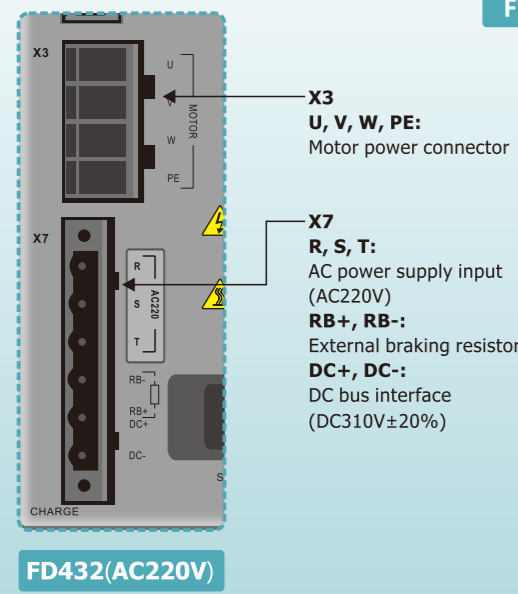 F
X3
U
V
W
PE
MOTOR
X3
U, V, W, PE:
Motor power connector
X7
R
S
T
AC220
RB-
RB+
DC+
DC-
S
CHARGE
X7
R, S, T:
AC power supply input
(AC220V)
RB+, RB-:
External braking resistor
DC+, DC-:
DC bus interface
(DC310V±20%)
FD432(AC220V)